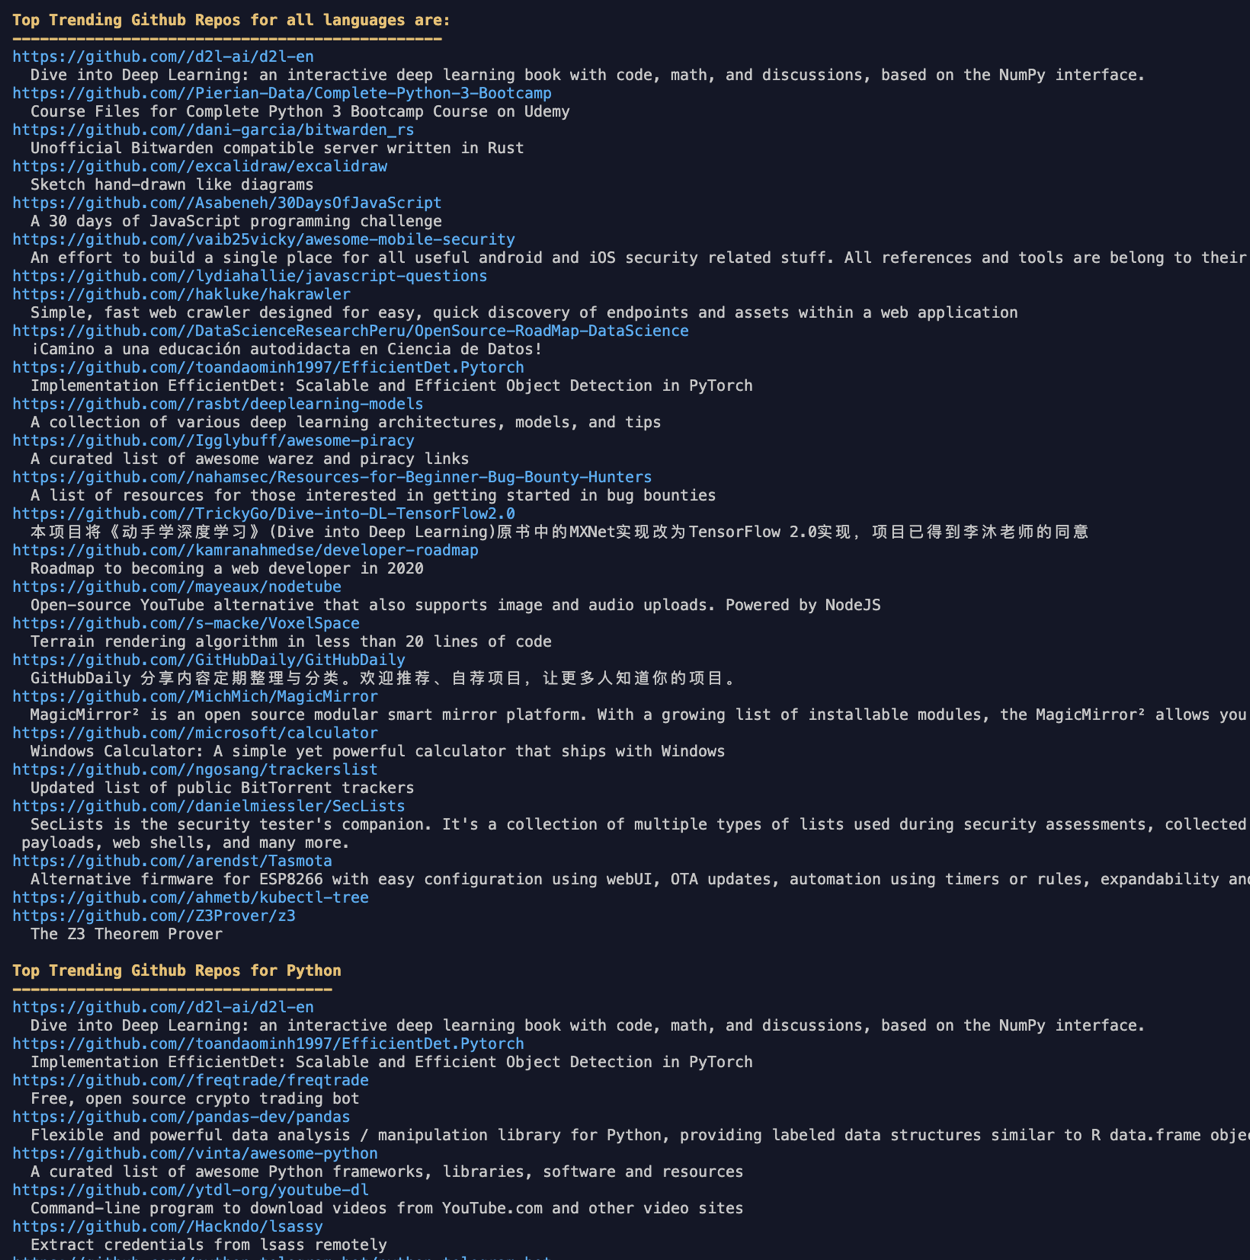 Top Trending Github Repos for all languages are:
-----------------------------------------------
https://github.com//d2l-ai/d2l-en
Dive into Deep Learning: an interactive deep learning book with code, math, and discussions, based on the NumPy interface.
https://github.com//Pierian-Data/Complete-Python-3-Bootcamp
Course Files for Complete Python 3 Bootcamp Course on Udemy
https://github.com//dani-garcia/bitwarden_rs
Unofficial Bitwarden compatible server written in Rust
https://github.com//excalidraw/excalidraw
Sketch hand-drawn like diagrams
https://github.com//Asabeneh/30DaysOfJavaScript
A 30 days of JavaScript programming challenge
https://github.com//vaib25vicky/awesome-mobile-security
An effort to build a single place for all useful android and iOS security related stuff. All references and tools are belong to their
https://github.com//lydiahallie/javascript-questions
https://github.com//hakluke/hakrawler
Simple, fast web crawler designed for easy, quick discovery of endpoints and assets within a web application
https://github.com//DataScienceResearchPeru/OpenSource-RoadMap-DataScience
¡Camino a una educación autodidacta en Ciencia de Datos!
https://github.com//toandaominh1997/EfficientDet.Pytorch
Implementation EfficientDet: Scalable and Efficient Object Detection in PyTorch
https://github.com//rasbt/deeplearning-models
A collection of various deep learning architectures, models, and tips
https://github.com//Igglybuff/awesome-piracy
A curated list of awesome warez and piracy links
https://github.com//nahamsec/Resources-for-Beginner-Bug-Bounty-Hunters
A list of resources for those interested in getting started in bug bounties
https://github.com//TrickyGo/Dive-into-DL-TensorFlow2.0
本项目将《动手学深度学习》(Dive into Deep Learning)原书中的MXNet实现改为TensorFlow 2.0实现，项目已得到李沐老师的同意
https://github.com//kamranahmedse/developer-roadmap
Roadmap to becoming a web developer in 2020
https://github.com//mayeaux/nodetube
Open-source YouTube alternative that also supports image and audio uploads. Powered by NodeJS
https://github.com//s-macke/VoxelSpace
Terrain rendering algorithm in less than 20 lines of code
https://github.com//GitHubDaily/GitHubDaily
GitHubDaily 分享内容定期整理与分类。欢迎推荐、自荐项目，让更多人知道你的项目。
https://github.com//MichMich/MagicMirror
MagicMirror² is an open source modular smart mirror platform. With a growing list of installable modules, the MagicMirror² allows you
https://github.com//microsoft/calculator
Windows Calculator: A simple yet powerful calculator that ships with Windows
https://github.com//ngosang/trackerslist
Updated list of public BitTorrent trackers
https://github.com//danielmiessler/SecLists
SecLists is the security tester's companion. It's a collection of multiple types of lists used during security assessments, collected
payloads, web shells, and many more.
https://github.com//arendst/Tasmota
Alternative firmware for ESP8266 with easy configuration using webUI, OTA updates, automation using timers or rules, expandability and
https://github.com//ahmetb/kubectl-tree
https://github.com//Z3Prover/z3
The Z3 Theorem Prover
Top Trending Github Repos for Python
-----------------------------------
https://github.com//d2l-ai/d2l-en
Dive into Deep Learning: an interactive deep learning book with code, math, and discussions, based on the NumPy interface.
https://github.com//toandaominh1997/EfficientDet.Pytorch
Implementation EfficientDet: Scalable and Efficient Object Detection in PyTorch
https://github.com//freqtrade/freqtrade
Free, open source crypto trading bot
https://github.com//pandas-dev/pandas
Flexible and powerful data analysis / manipulation library for Python, providing labeled data structures similar to R data.frame obje
https://github.com//vinta/awesome-python
A curated list of awesome Python frameworks, libraries, software and resources
https://github.com//ytdl-org/youtube-dl
Command-line program to download videos from YouTube.com and other video sites
https://github.com//Hackndo/lsassy
Extract credentials from lsass remotely